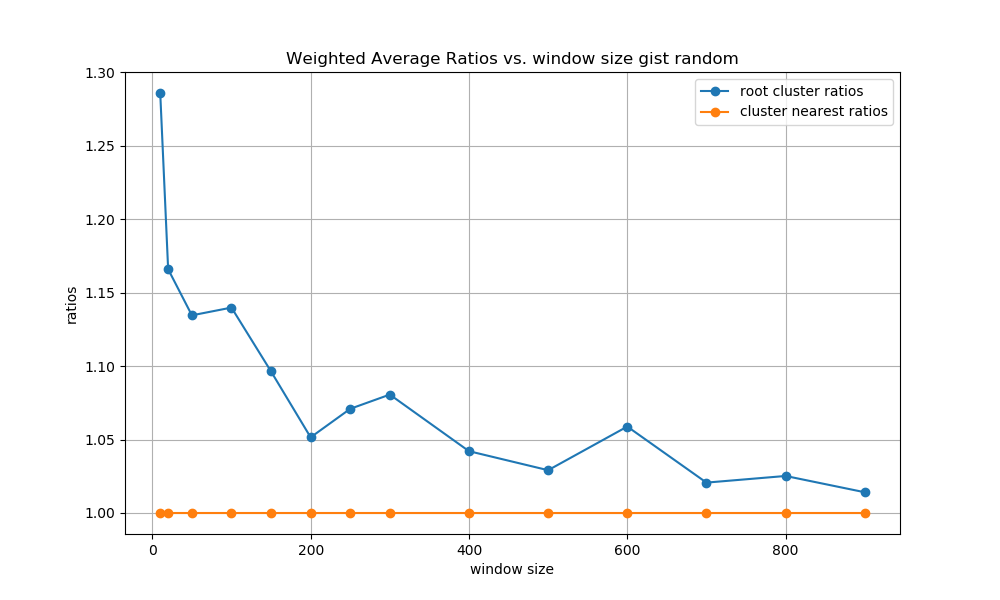 Weighted Average Ratios vs. window size gist random
root cluster ratios
cluster nearest ratios
ratios
1.30
1.25
1.20
1.15
1.10
1.05
1.00
0
200
400
600
800
window size